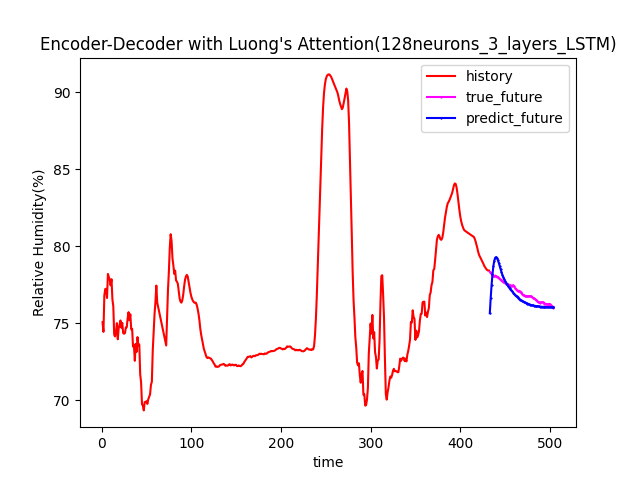 Encoder-Decoder with Luong's Attention(128neurons_3_layers_LSTM)
history
true_future
predict_future
Relative Humidity(%)
90
85
80
75
70
0 100 200 300 400 500
time